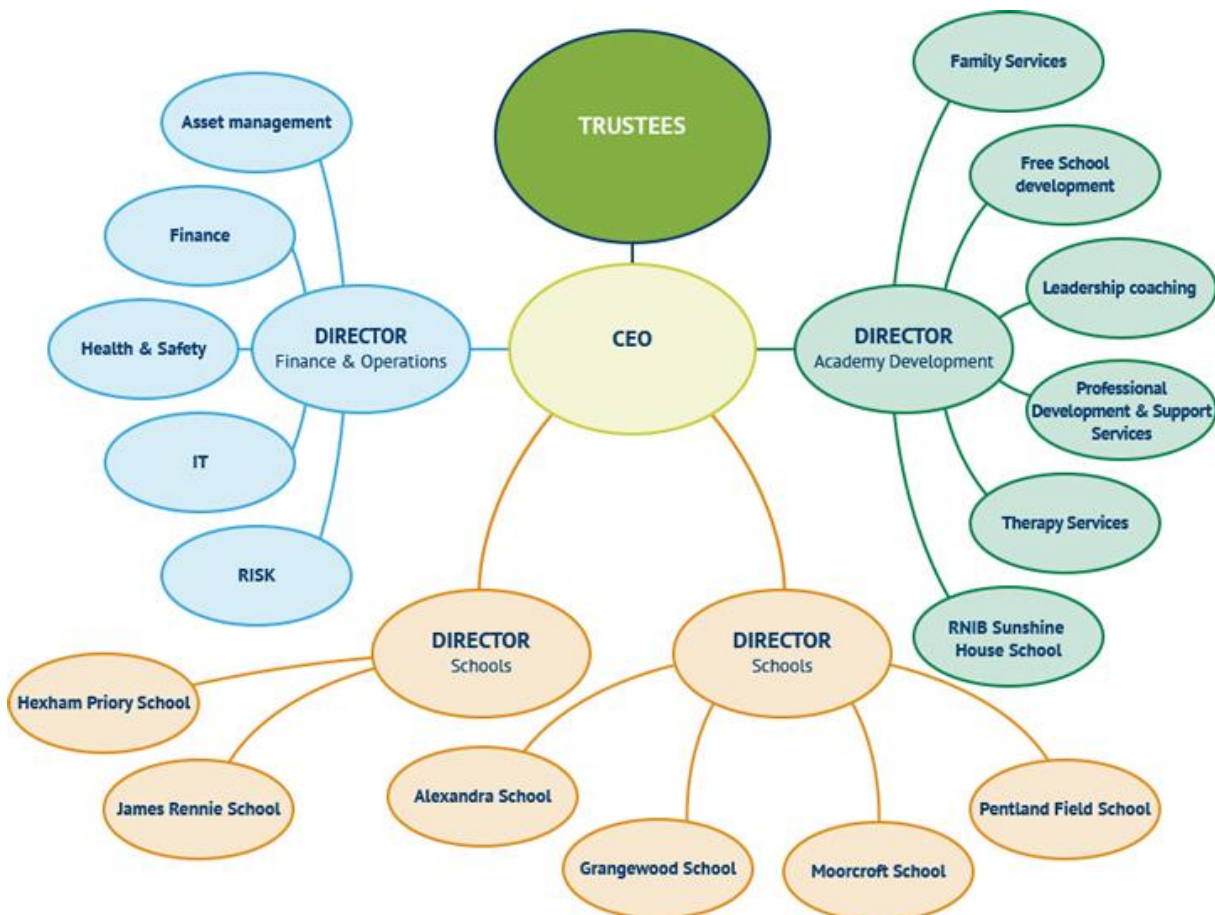 TRUSTEES
CEO
DIRECTOR
Finance & Operations
Asset management
Finance
Health & Safety
IT
RISK
DIRECTOR
Academy Development
Family Services
Free School
development
Leadership coaching
Professional
Development & Support
Services
Therapy Services
RNIB Sunshine
House School
DIRECTOR
Schools
Hexham Priory School
James Rennie School
DIRECTOR
Schools
Alexandra School
Grangewood School
Moorcroft School
Pentland Field School